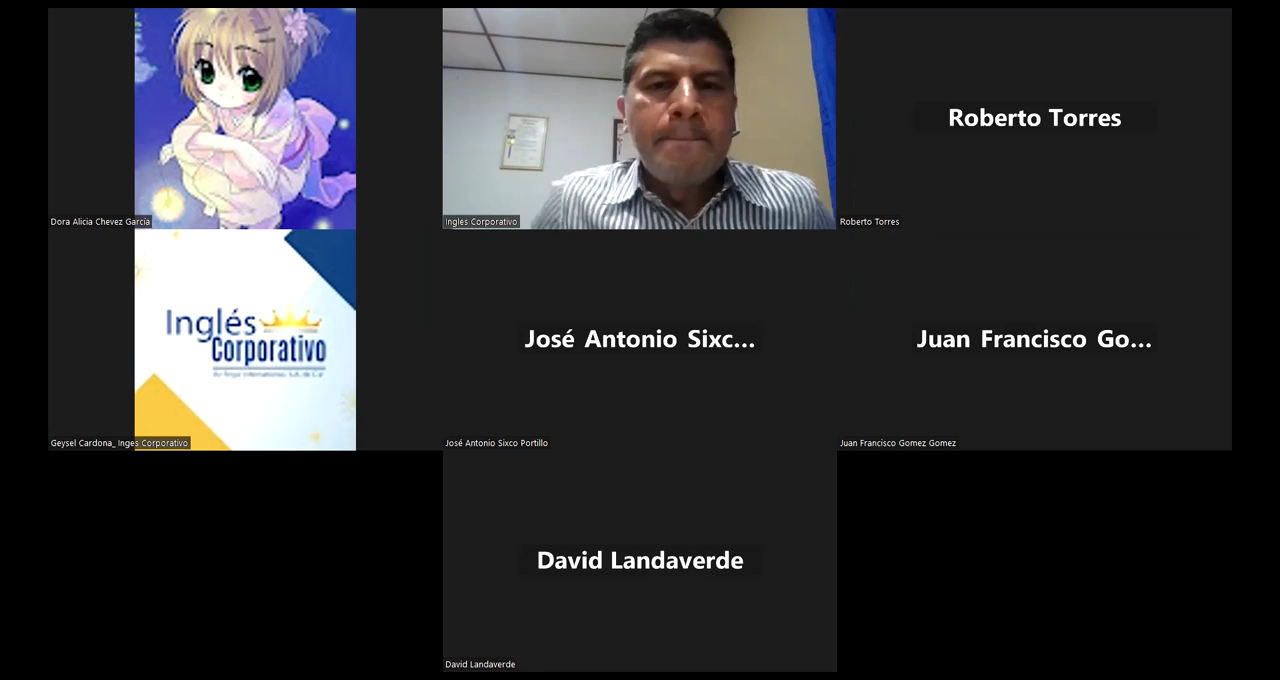 Dora Alicia Chevez García
Ingles Corporativo
Roberto Torres
Roberto Torres
Inglés
Corporativo
Geysel Cardona_ Inges Corporativo
José Antonio Sixc...
José Antonio Sixco Portillo
Juan Francisco Go...
Juan Francisco Gomez Gomez
David Landaverde
David Landaverde